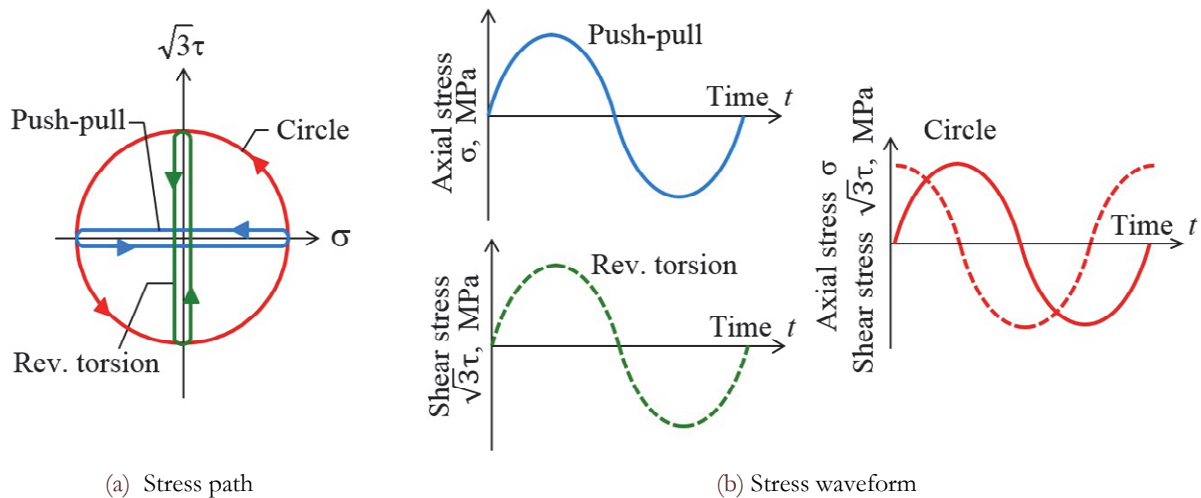 √3τ
Push-pull
Circle
σ
Rev. torsion
(a) Stress path
Axial stress
σ, MPa
Push-pull
Time t
Shear stress
√3τ, MPa
Rev. torsion
Time t
Axial stress σ
Shear stress √3τ, MPa
Circle
Time t
(b) Stress waveform